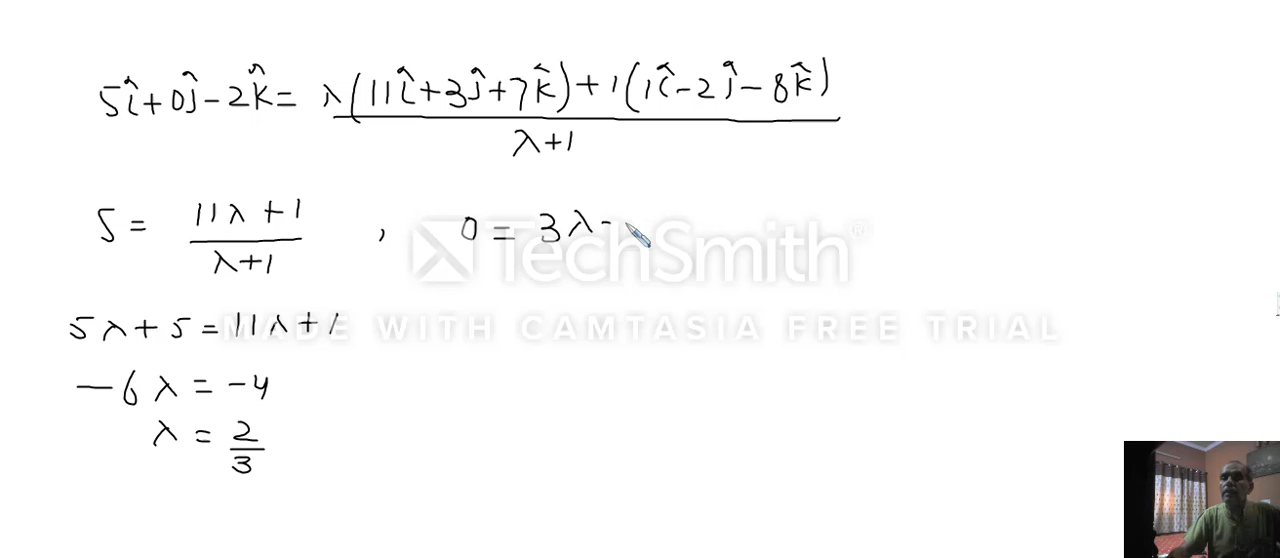 5î+0ĵ-2k̂= λ(11î+3ĵ+7k̂)+1(1î-2ĵ-8k̂)
λ+1
5 = 11λ+1 , 0 = 3λ-
λ+1
TechSmith®
5λ+5=11λ+1
MADE WITH CAMTASIA FREE TRIAL
-6λ = -4
λ = 2
3